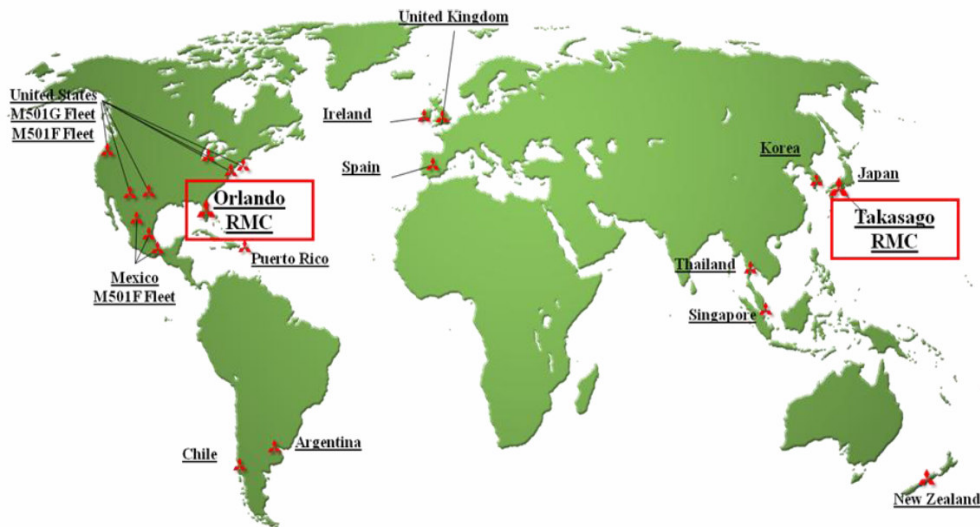 United Kingdom
United States
M501G Fleet
M501F Fleet
Ireland
Spain
Korea
Japan
Orlando
RMC
Takasago
RMC
Puerto Rico
Mexico
M501F Fleet
Thailand
Singapore
Chile
Argentina
New Zealand